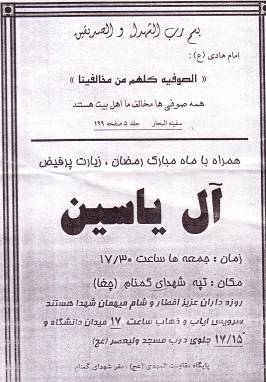 بسم رب الشهداء و الصدیقین
امام هادی (ع) :
« الصوفیه کلهم من مخالفینا »
همه صوفی ها مخالف ما اهل بیت هستند
سفینه البحار جلد ۵ صفحه ۱۹۹
همراه با ماه مبارک رمضان ، زیارت پرفیض
آل یاسین
زمان : جمعه ها ساعت ۱۷/۳۰
مکان : تپه شهدای گمنام (چغا)
روزه داران عزیز افطار و شام میهمان شهدا هستند
سرویس ایاب و ذهاب ساعت ۱۷ میدان دانشگاه و
۱۷/۱۵ جلوی درب مسجد ولیعصر (عج)
پایگاه مقاومت المهدی (عج) ، مقر شهدای گمنام